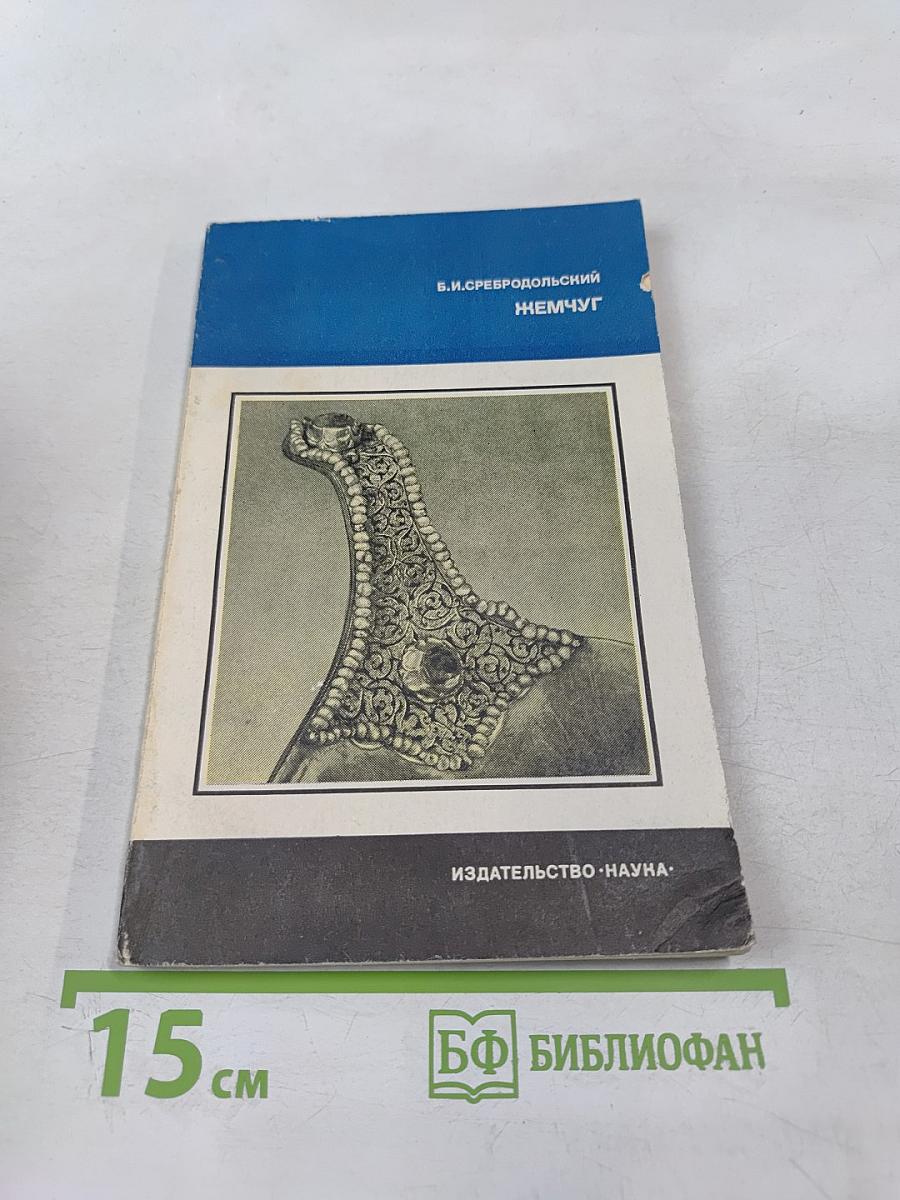 Б.И.СРЕБРОДОЛЬСКИЙ
ЖЕМЧУГ
ИЗДАТЕЛЬСТВО «НАУКА»
15 см
БФ БИБЛИОФАН